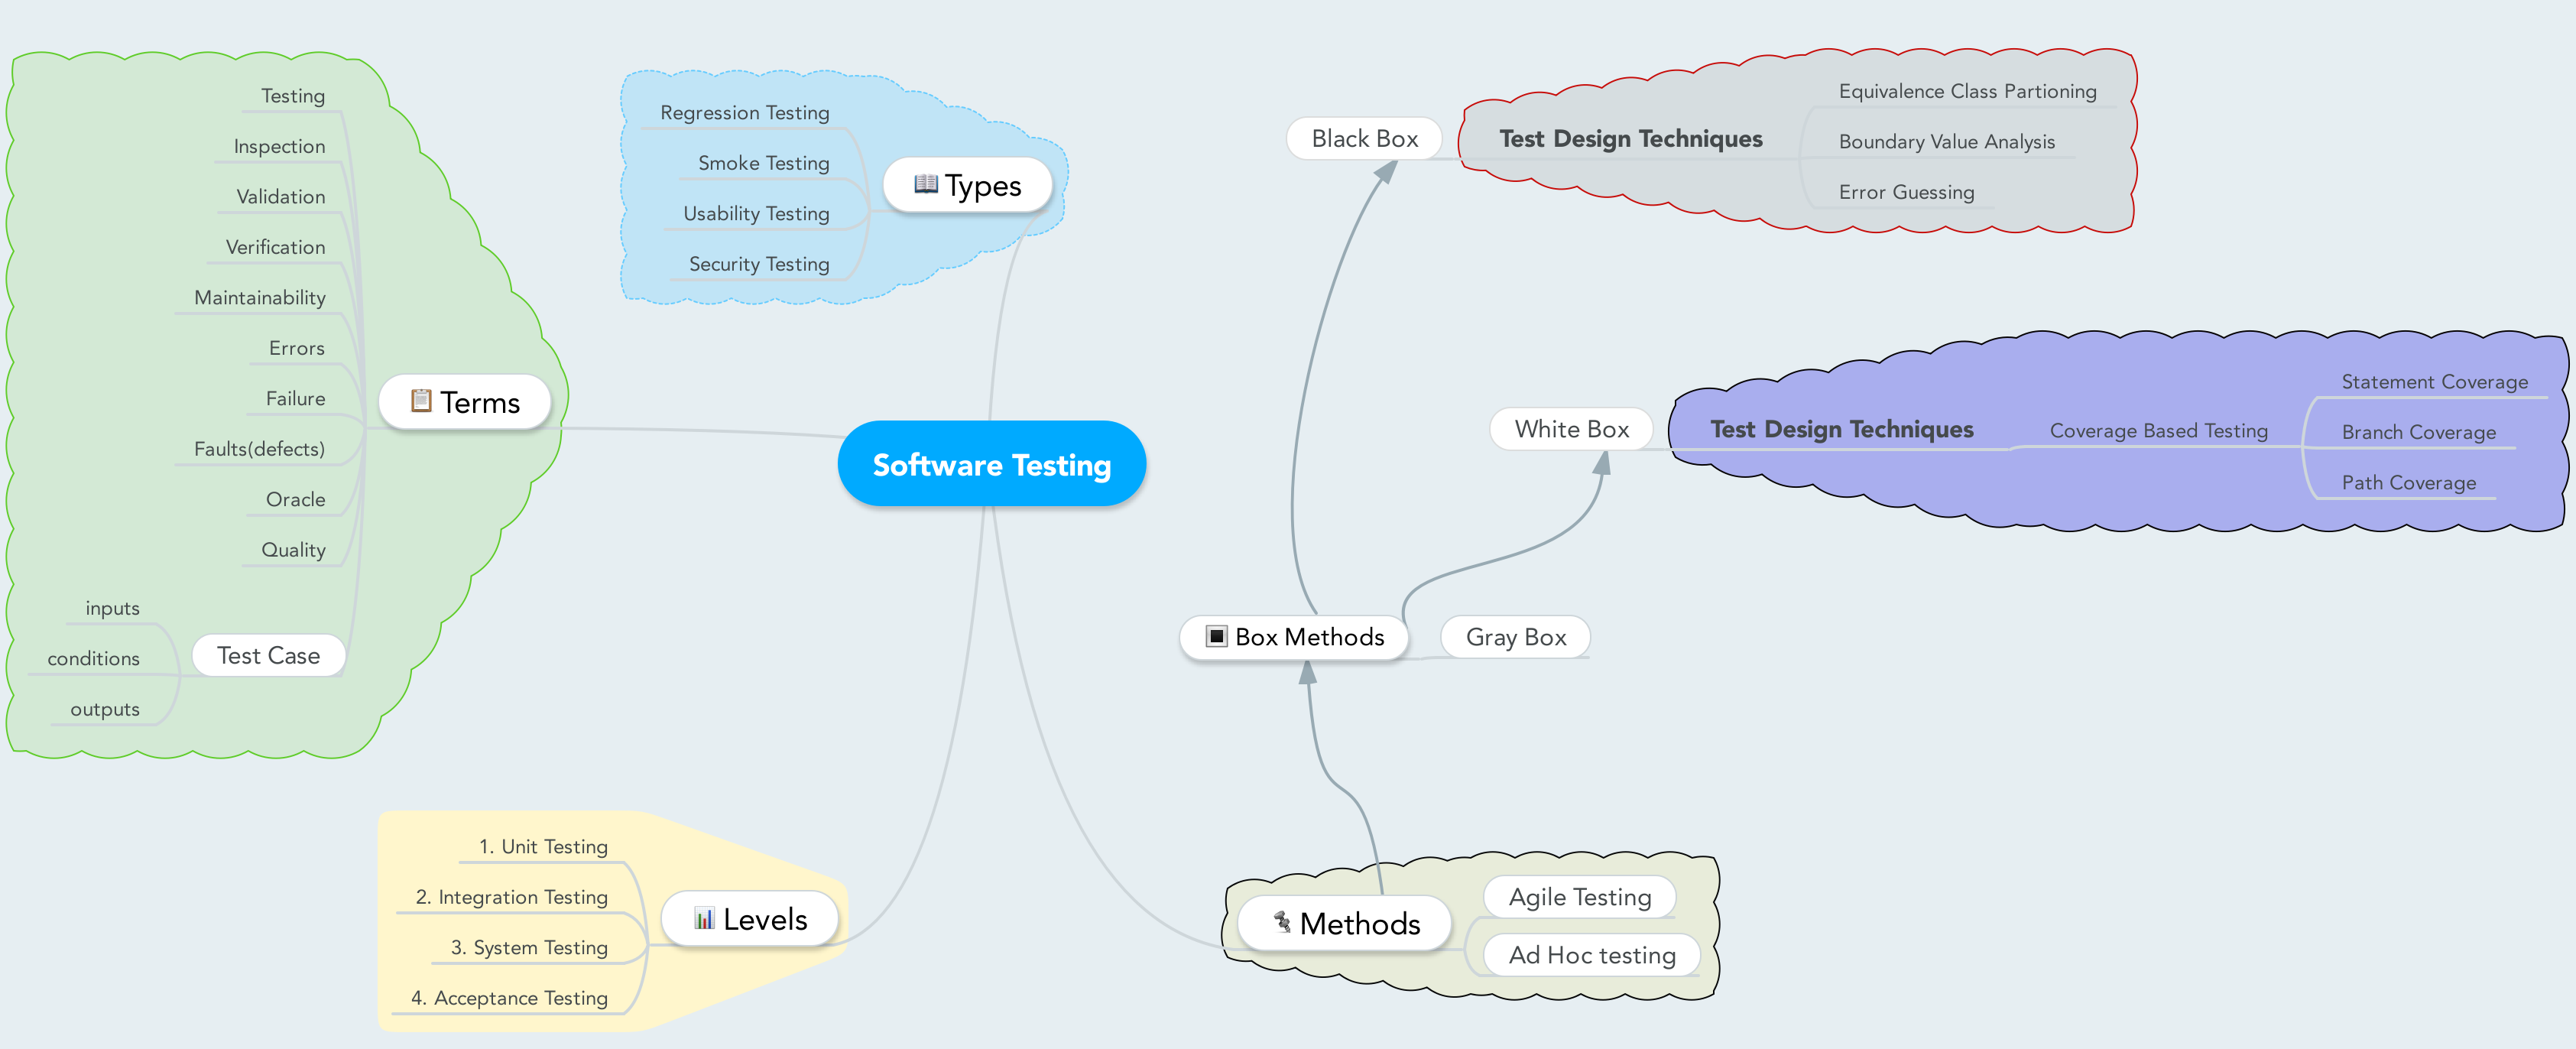 Software Testing
Terms
Testing
Inspection
Validation
Verification
Maintainability
Errors
Failure
Faults(defects)
Oracle
Quality
Test Case
inputs
conditions
outputs
Types
Regression Testing
Smoke Testing
Usability Testing
Security Testing
Levels
1. Unit Testing
2. Integration Testing
3. System Testing
4. Acceptance Testing
Black Box
Test Design Techniques
Equivalence Class Partioning
Boundary Value Analysis
Error Guessing
White Box
Test Design Techniques
Coverage Based Testing
Statement Coverage
Branch Coverage
Path Coverage
Box Methods
Gray Box
Methods
Agile Testing
Ad Hoc testing